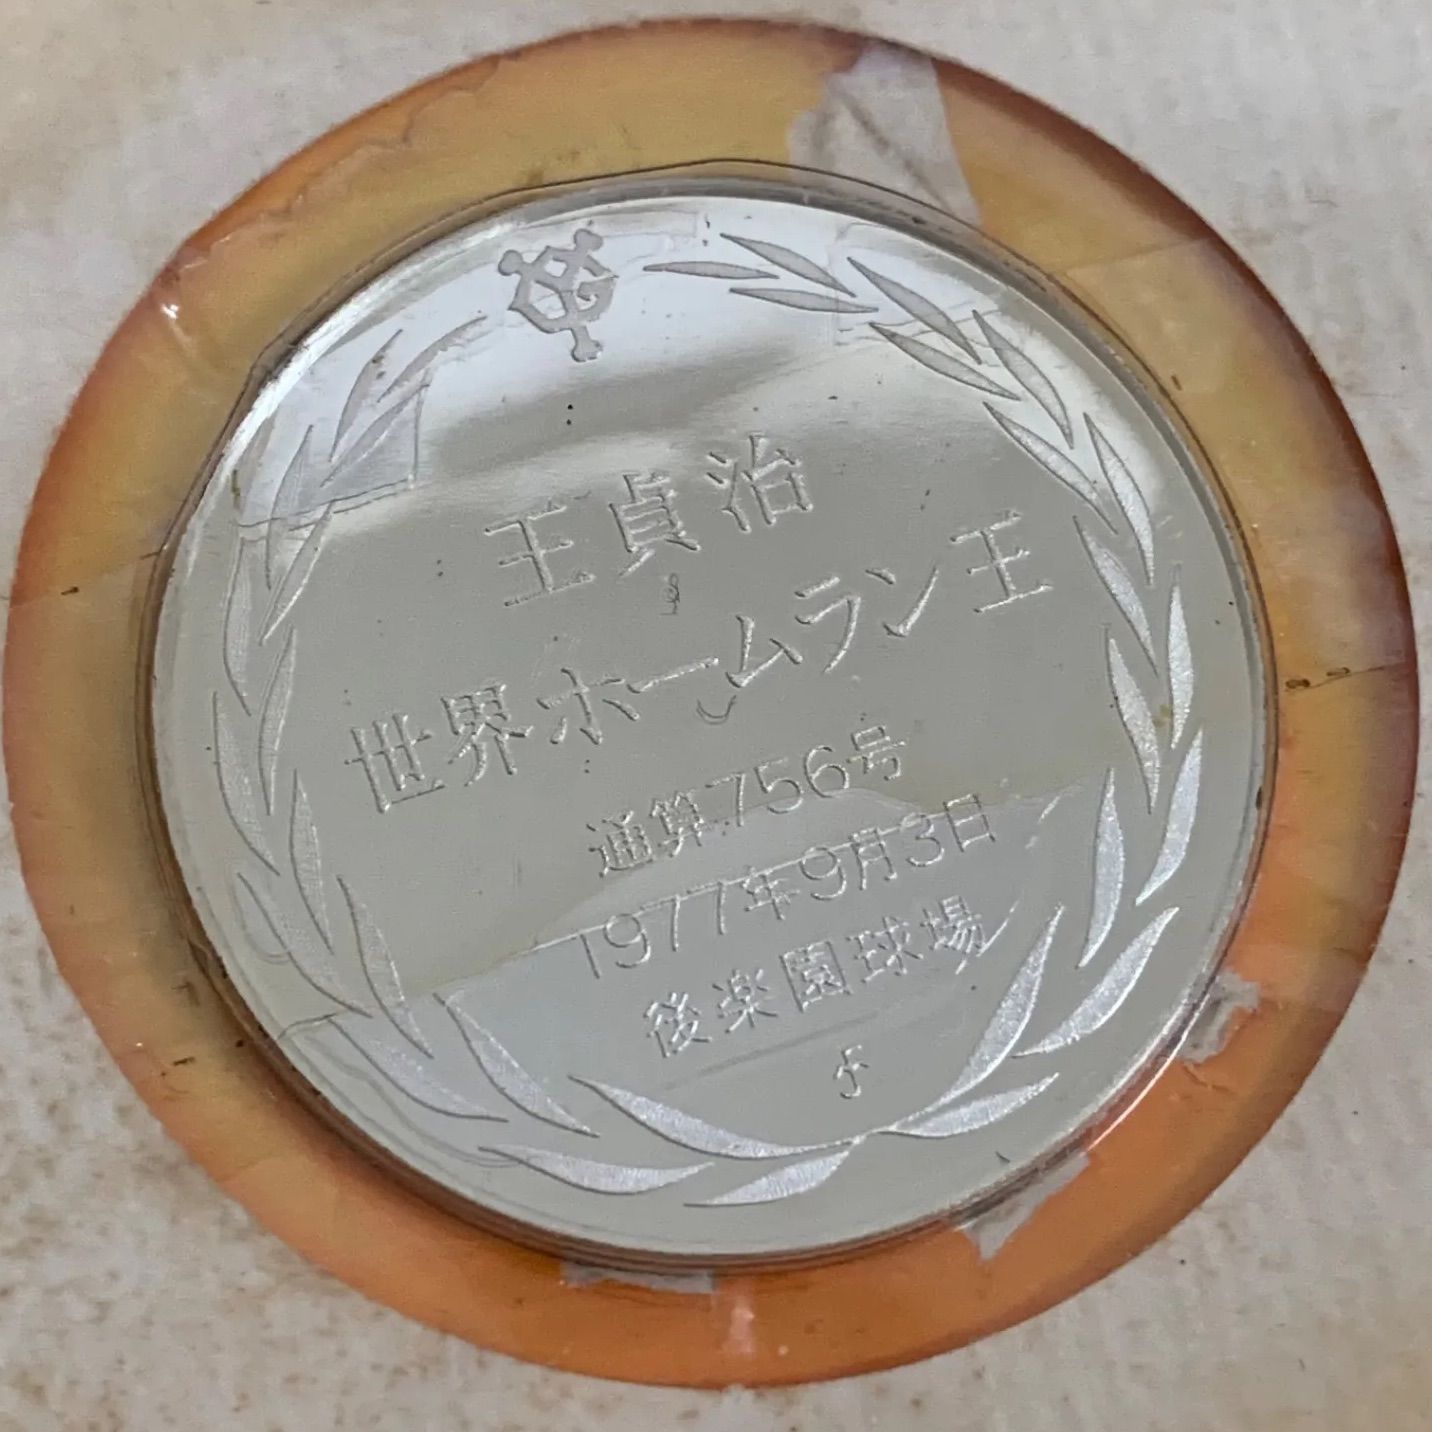 王貞治
世界ホームラン王
通算756号
1977年9月3日
後楽園球場